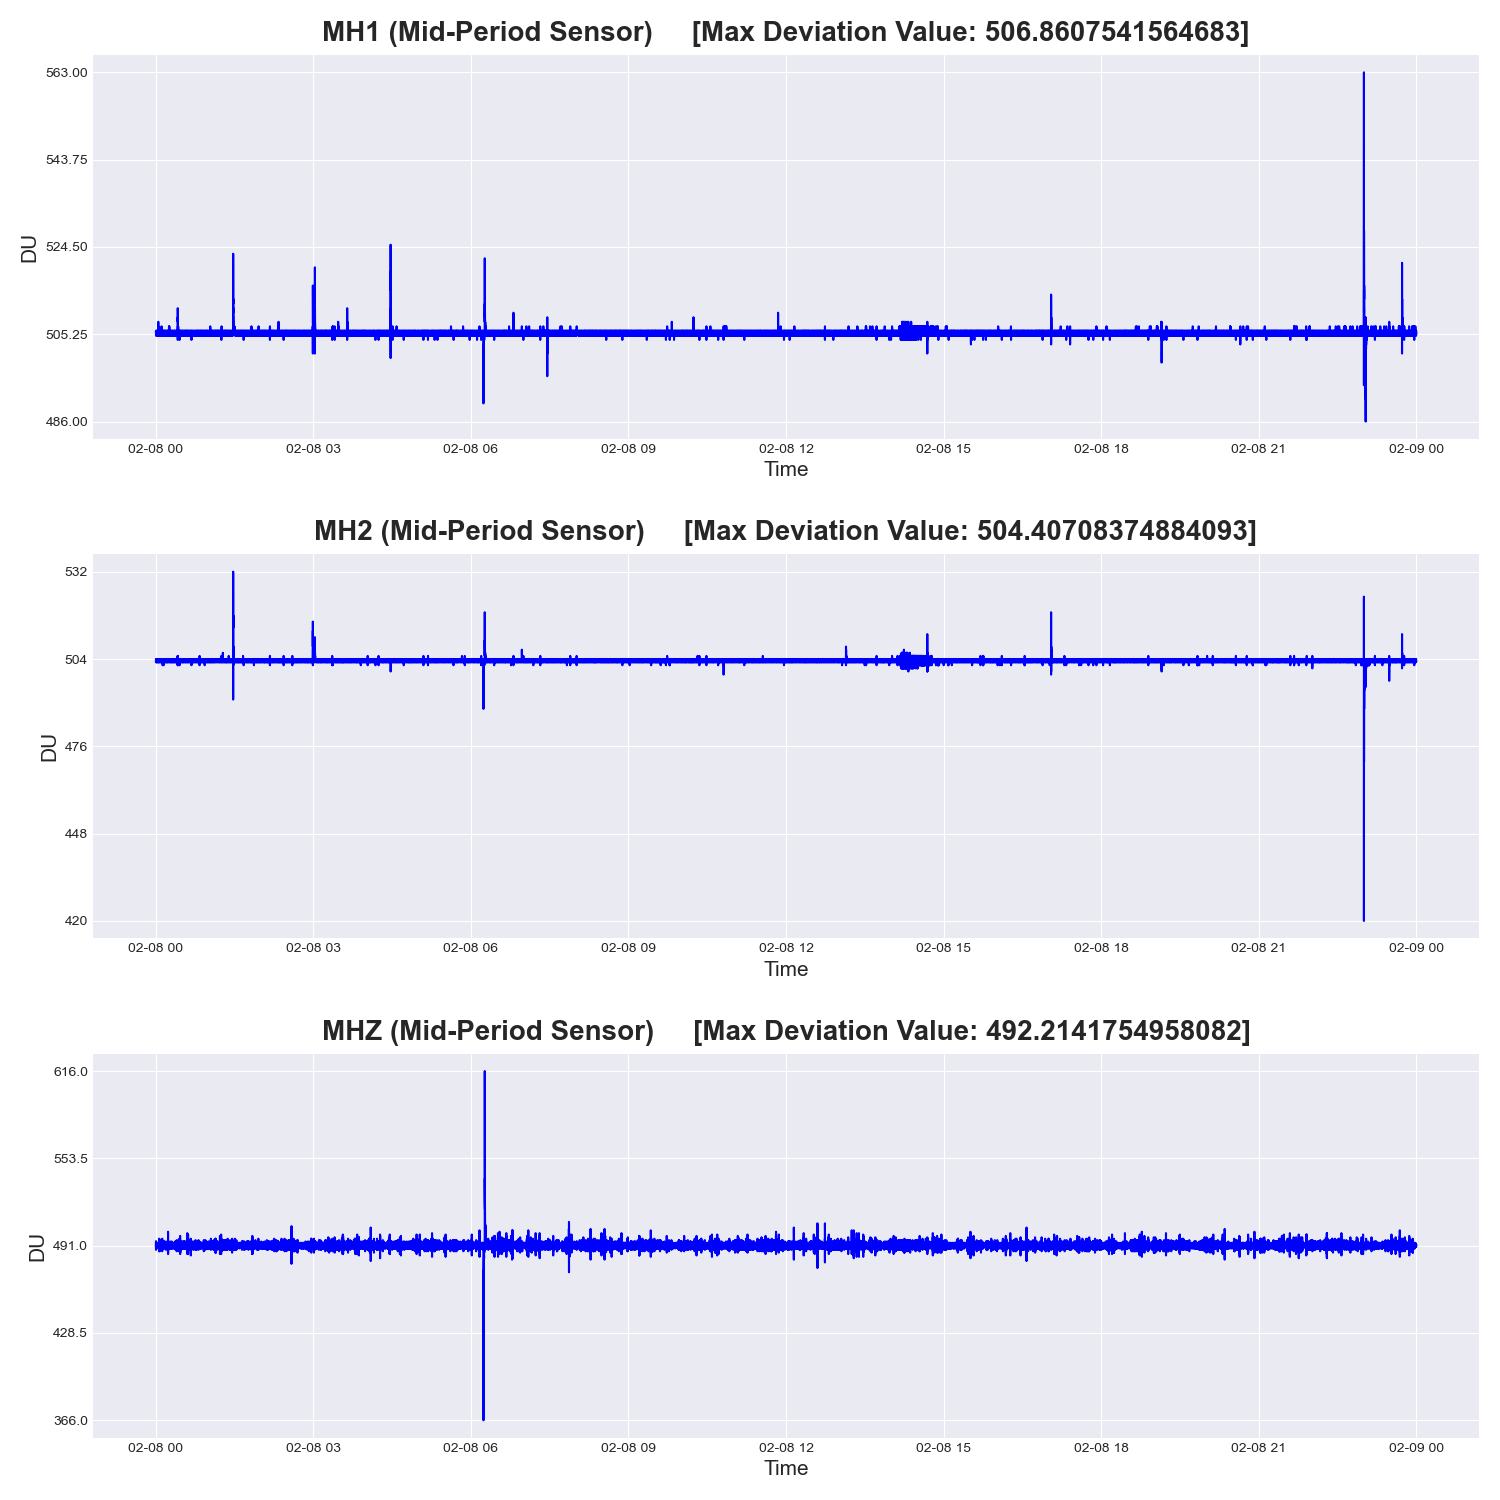 MH1 (Mid-Period Sensor) [Max Deviation Value: 506.8607541564683]
563.00
543.75
524.50
505.25
486.00
DU
02-08 00 02-08 03 02-08 06 02-08 09 02-08 12 02-08 15 02-08 18 02-08 21 02-09 00
Time
MH2 (Mid-Period Sensor) [Max Deviation Value: 504.40708374884093]
532
504
476
448
420
DU
02-08 00 02-08 03 02-08 06 02-08 09 02-08 12 02-08 15 02-08 18 02-08 21 02-09 00
Time
MHZ (Mid-Period Sensor) [Max Deviation Value: 492.2141754958082]
616.0
553.5
491.0
428.5
366.0
DU
02-08 00 02-08 03 02-08 06 02-08 09 02-08 12 02-08 15 02-08 18 02-08 21 02-09 00
Time